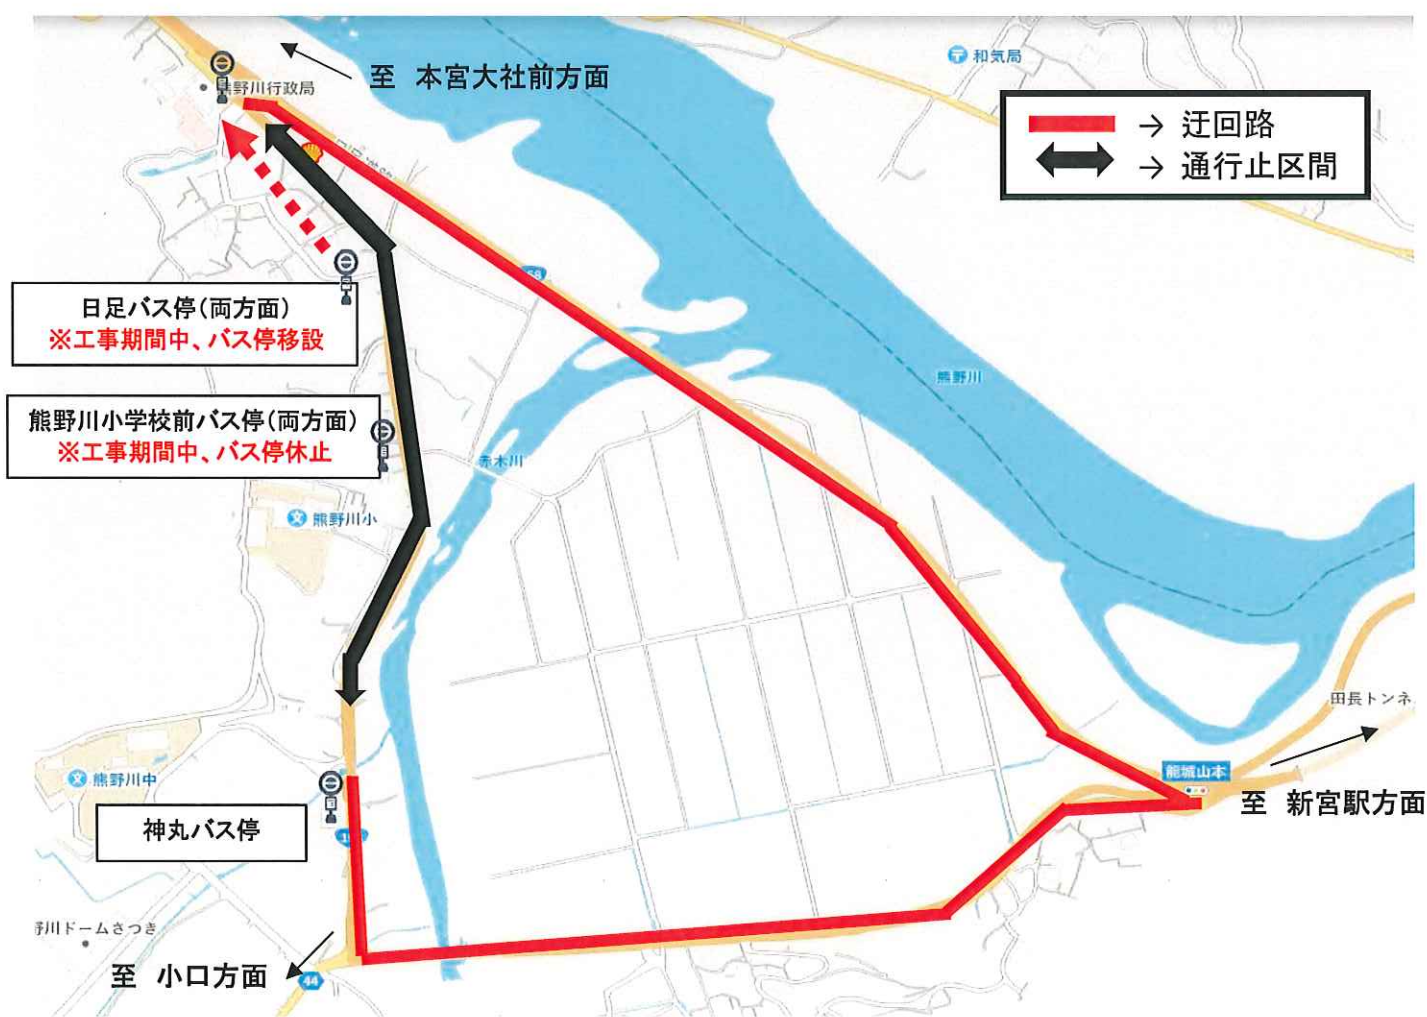 至 本宮大社前方面
和気局
熊野川行政局
→ 迂回路
→ 通行止区間
日足バス停(両方面)
※工事期間中、バス停移設
熊野川
熊野川小学校前バス停(両方面)
※工事期間中、バス停休止
赤木川
文 熊野川小
田長トンネ
能城山本
至 新宮駅方面
文 熊野川中
神丸バス停
野川ドームさつき
至 小口方面
44